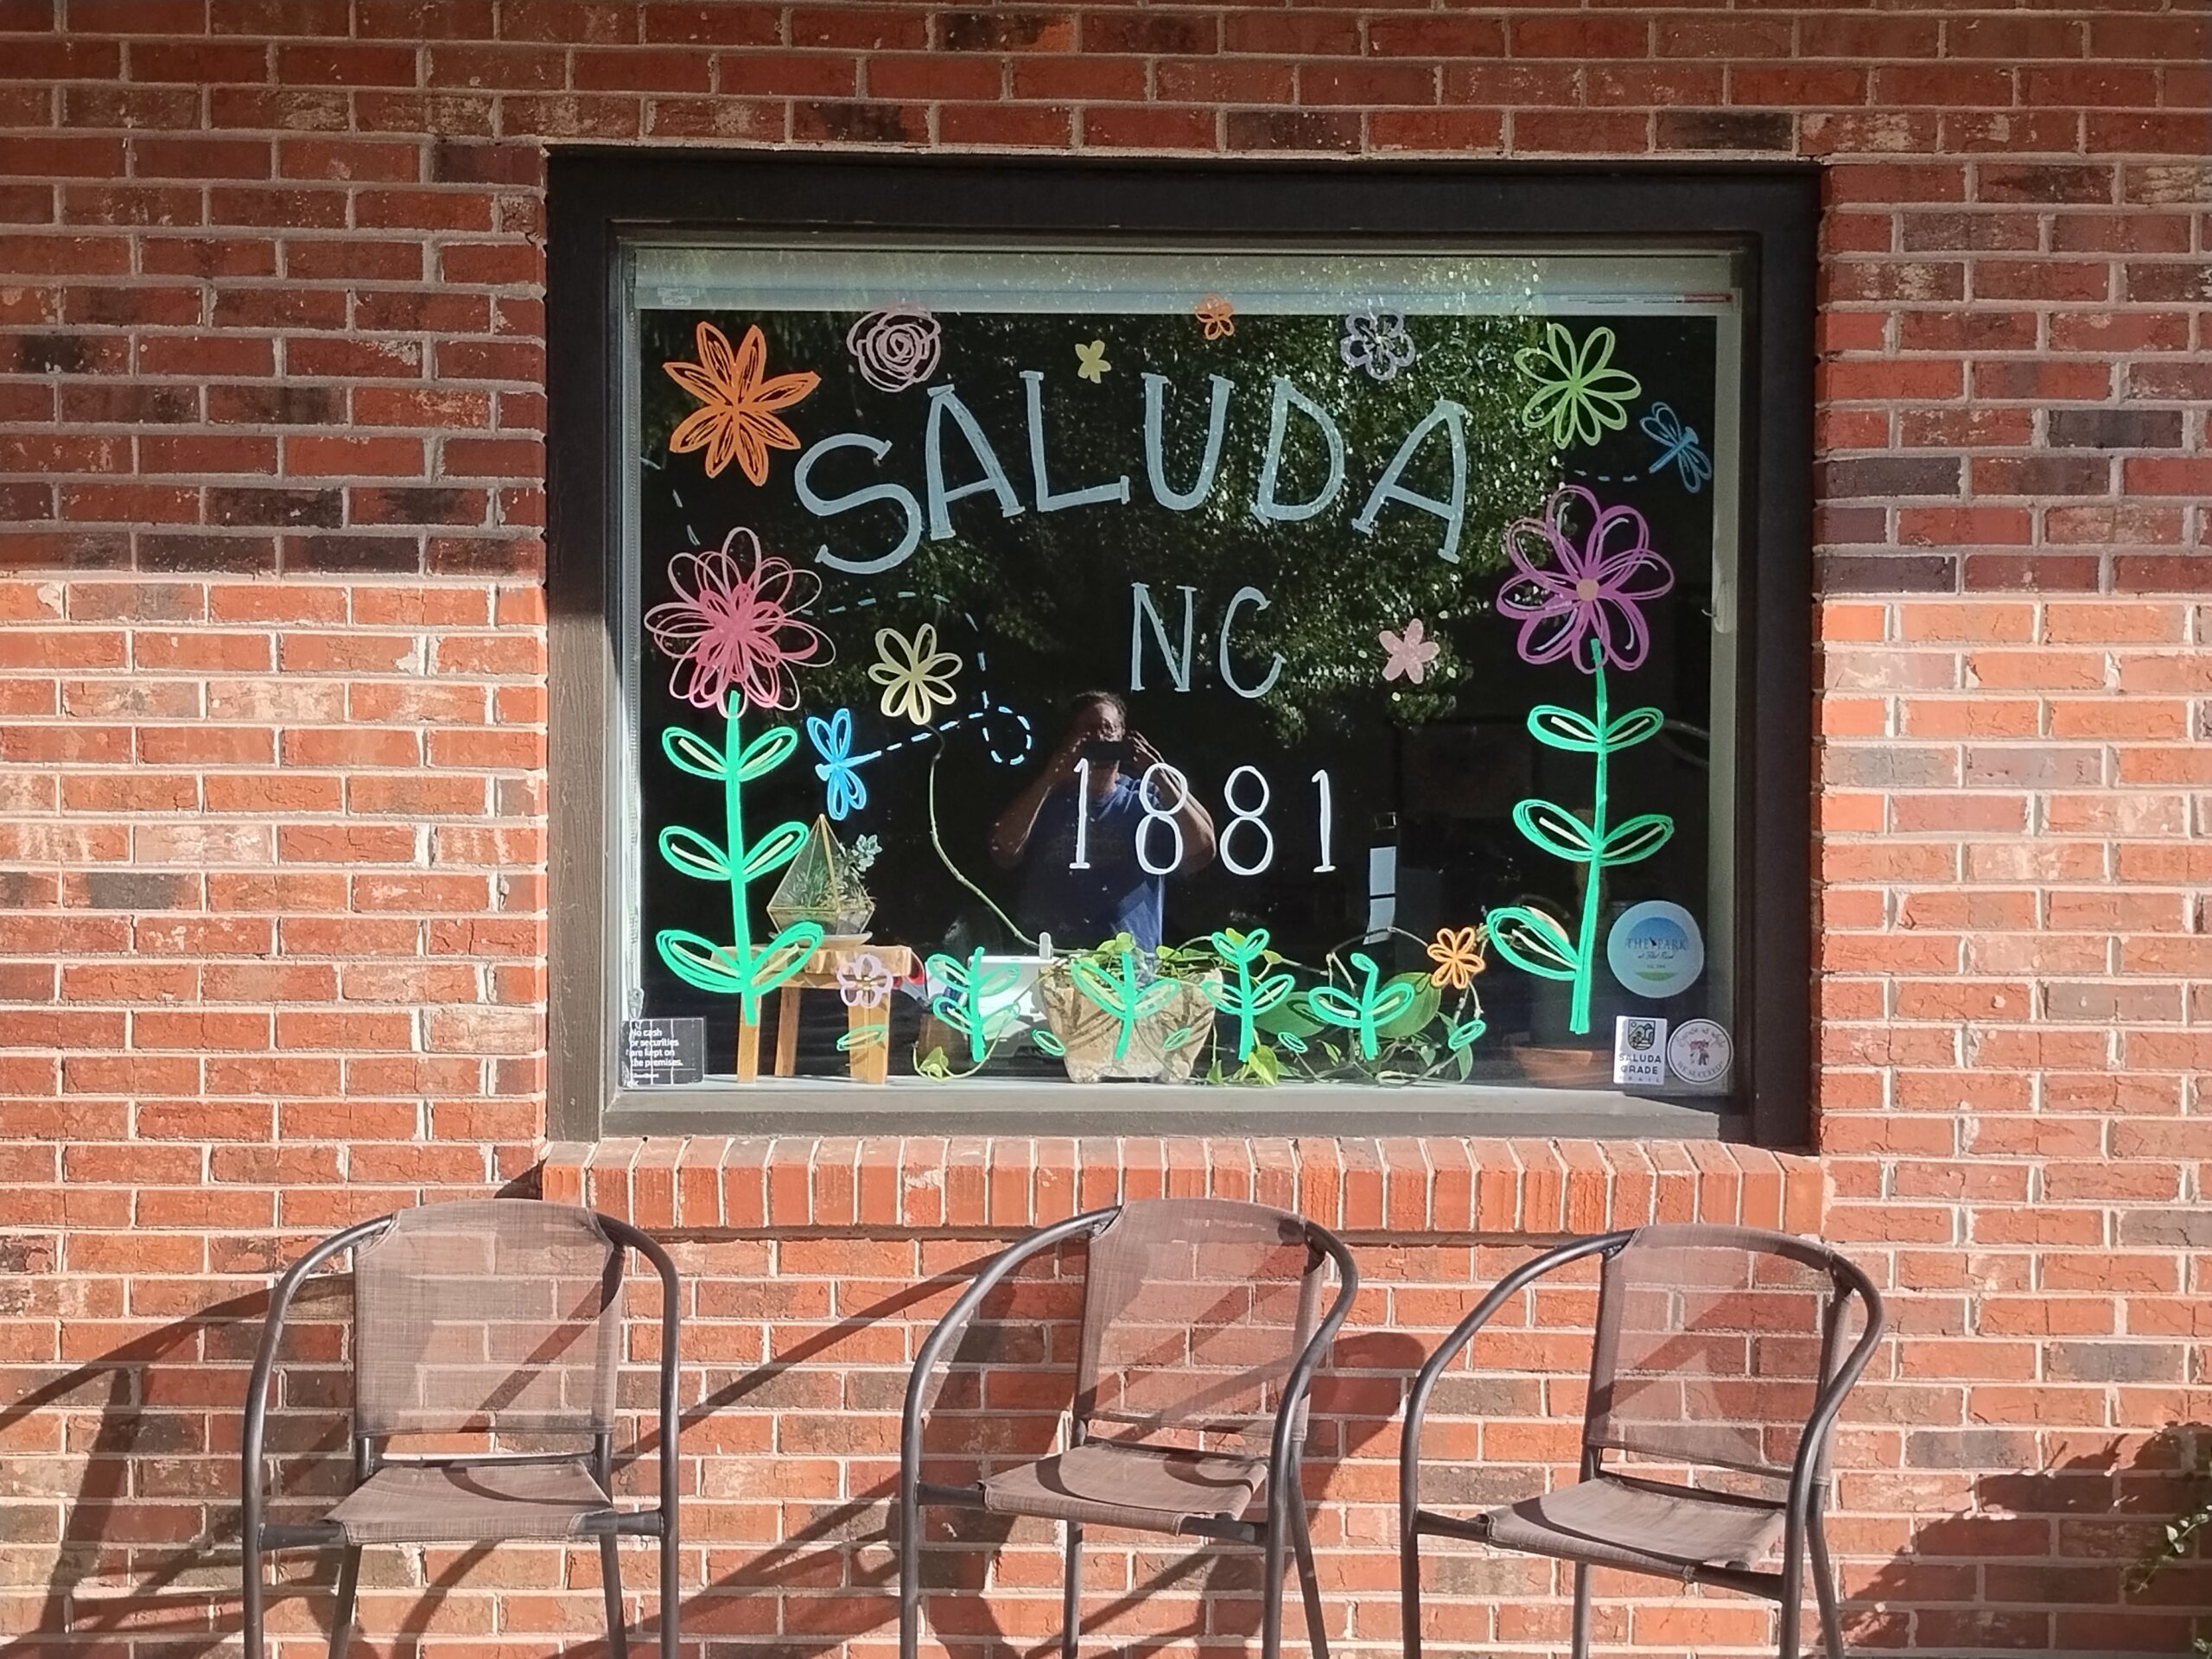 SALUDA
NC
1881
THE PARK
No cash
or securities
are kept on
the premises.
SALUDA
GRADE